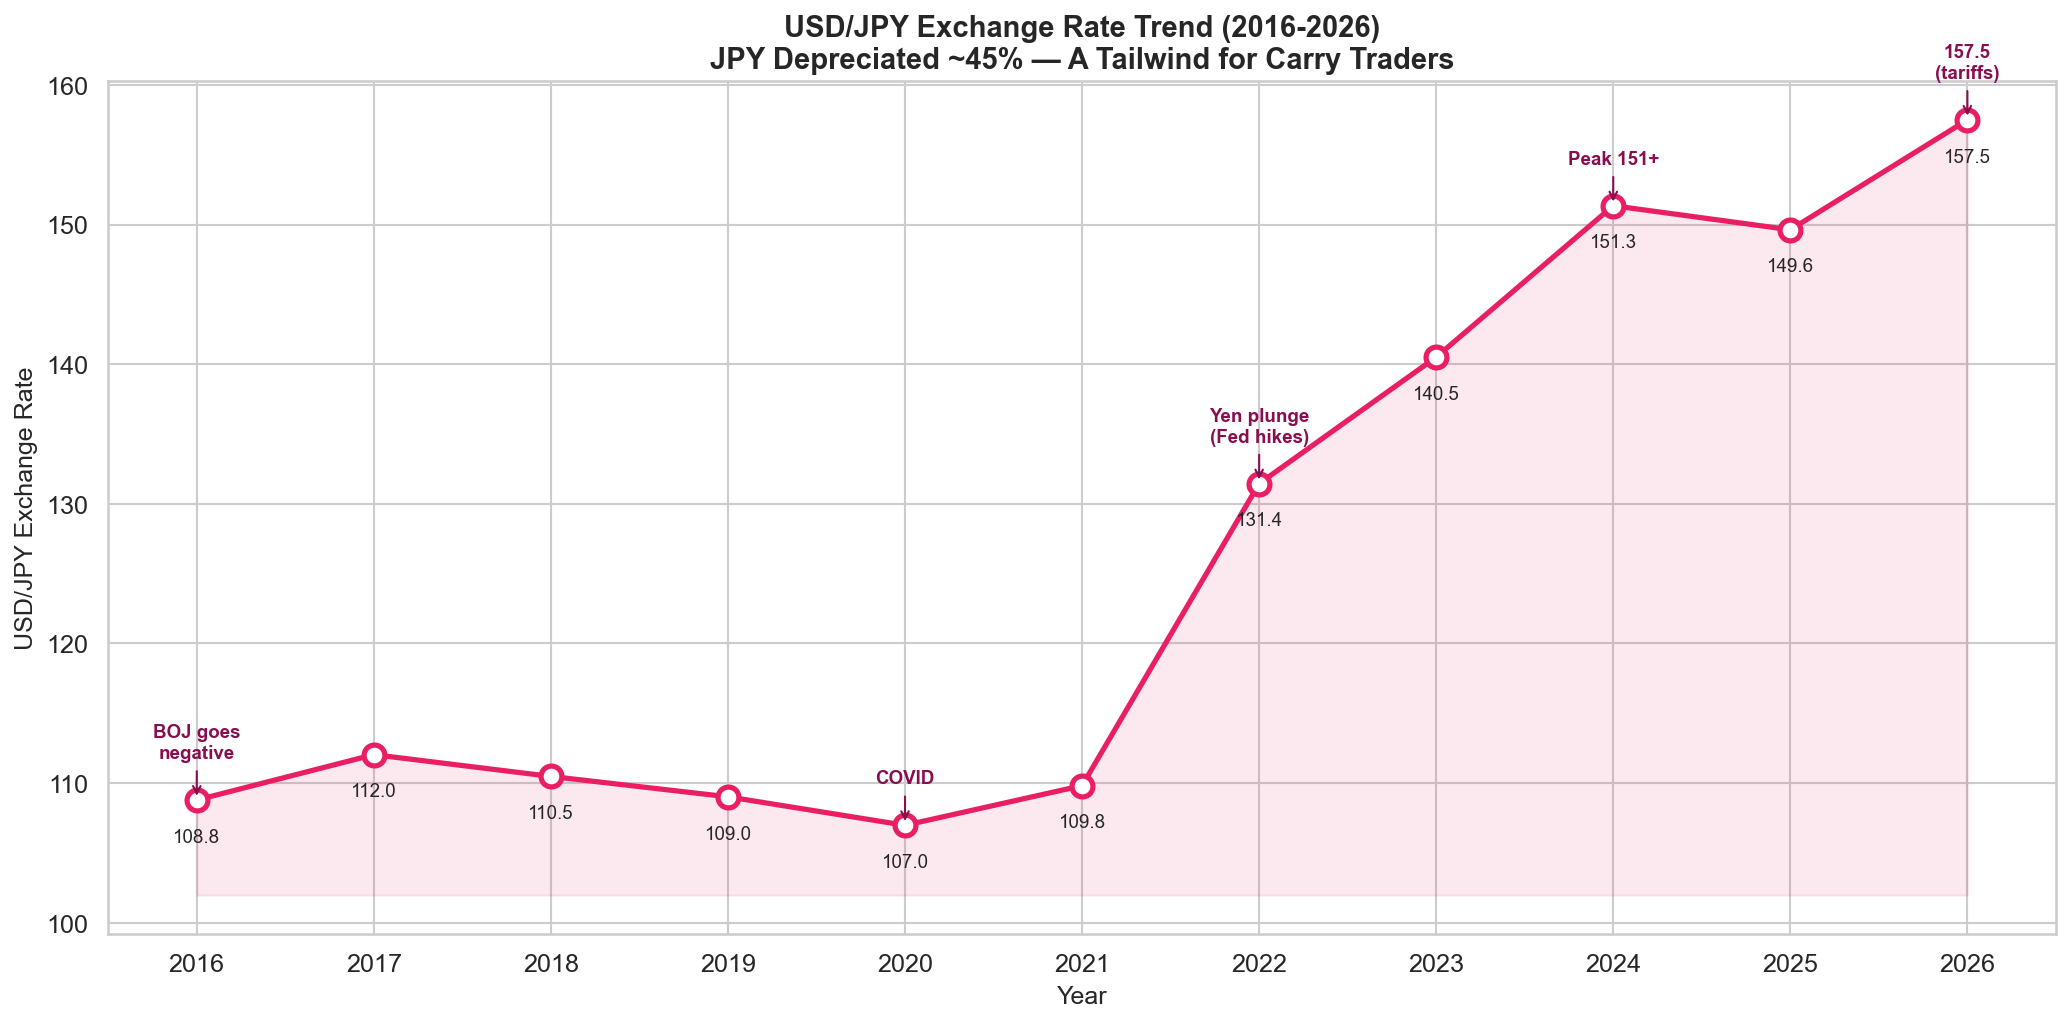 USD/JPY Exchange Rate Trend (2016-2026)
JPY Depreciated ~45% — A Tailwind for Carry Traders
157.5
(tariffs)
160
150
140
130
120
110
100
USD/JPY Exchange Rate
BOJ goes
negative
COVID
Yen plunge
(Fed hikes)
Peak 151+
108.8
112.0
110.5
109.0
107.0
109.8
131.4
140.5
151.3
149.6
157.5
2016 2017 2018 2019 2020 2021 2022 2023 2024 2025 2026
Year